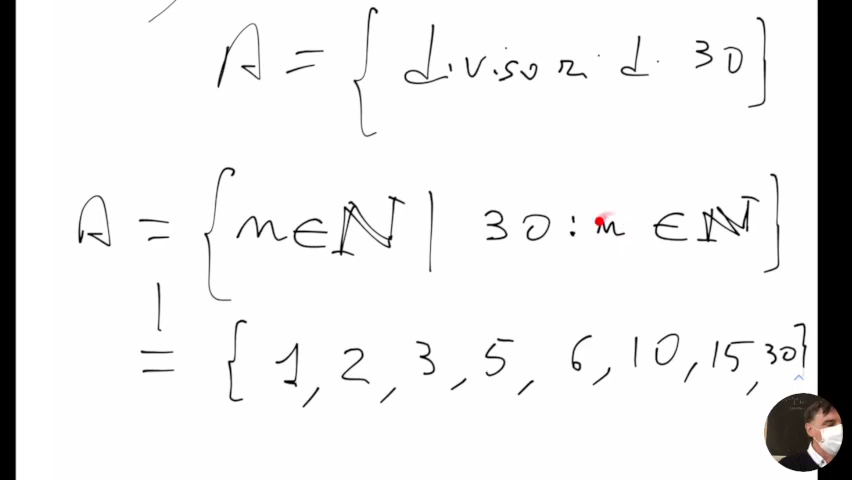 A = { divisori di 30 }
A = { n ∈ ℕ | 30 : n ∈ ℕ }
= { 1, 2, 3, 5, 6, 10, 15, 30 }